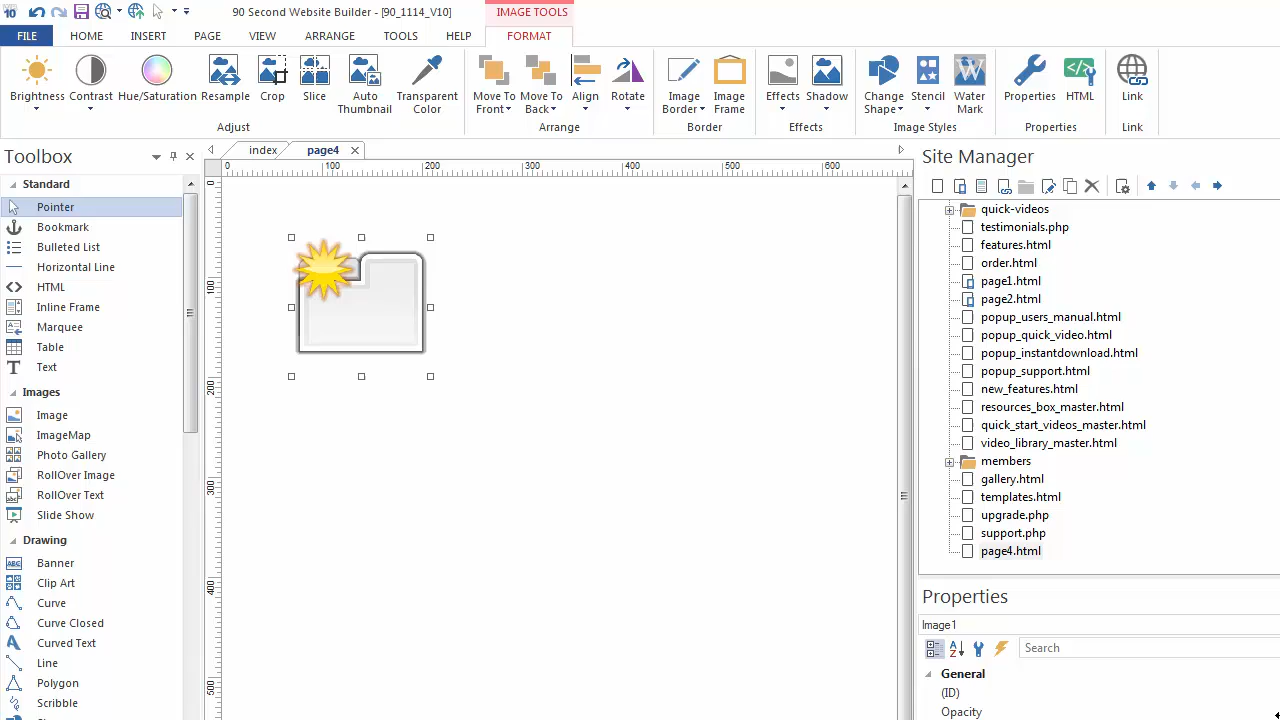 10
90 Second Website Builder - [90_1114_V10]
IMAGE TOOLS
FILE HOME INSERT PAGE VIEW ARRANGE TOOLS HELP FORMAT
Brightness Contrast Hue/Saturation Resample Crop Slice Auto Thumbnail Transparent Color
Move To Front Move To Back Align Rotate
Image Border Image Frame
Effects Shadow
Change Shape Stencil Water Mark
Properties HTML
Link
Adjust Arrange Border Effects Image Styles Properties Link
Toolbox
index page4
0 100 200 300 400 500 600
0
100
200
300
400
500
Standard
Pointer
Bookmark
Bulleted List
Horizontal Line
HTML
Inline Frame
Marquee
Table
Text
Images
Image
ImageMap
Photo Gallery
RollOver Image
RollOver Text
Slide Show
Drawing
Banner
Clip Art
Curve
Curve Closed
Curved Text
Line
Polygon
Scribble
Site Manager
quick-videos
testimonials.php
features.html
order.html
page1.html
page2.html
popup_users_manual.html
popup_quick_video.html
popup_instantdownload.html
popup_support.html
new_features.html
resources_box_master.html
quick_start_videos_master.html
video_library_master.html
members
gallery.html
templates.html
upgrade.php
support.php
page4.html
Properties
Image1
Search
General
(ID)
Opacity